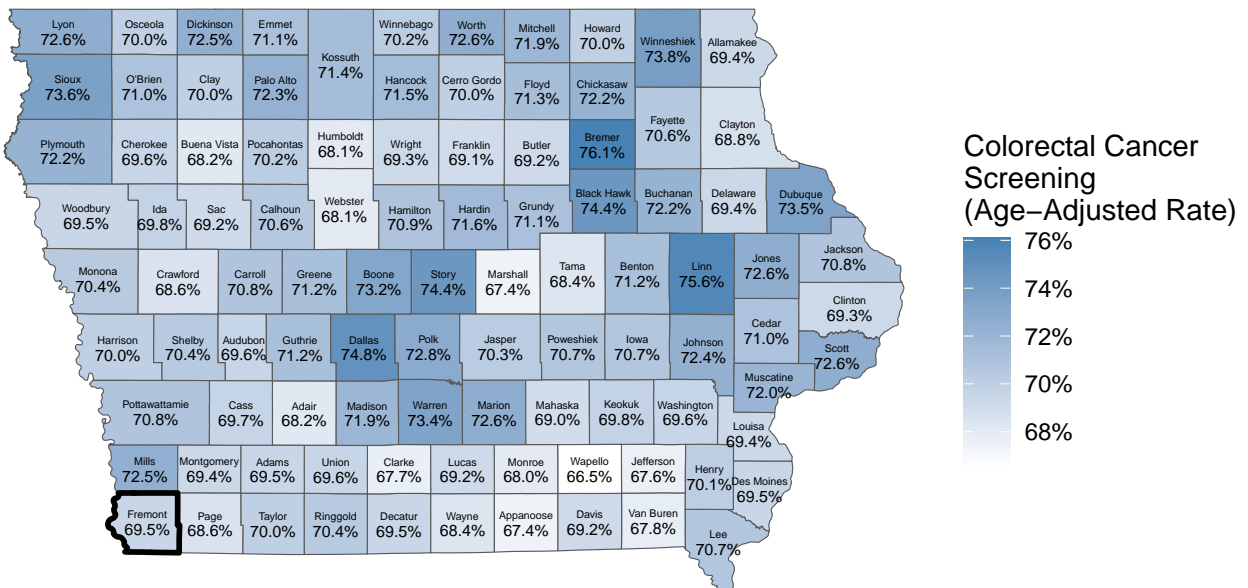 Lyon
72.6%
Osceola
70.0%
Dickinson
72.5%
Emmet
71.1%
Kossuth
71.4%
Winnebago
70.2%
Worth
72.6%
Mitchell
71.9%
Howard
70.0%
Winneshiek
73.8%
Allamakee
69.4%
Sioux
73.6%
O'Brien
71.0%
Clay
70.0%
Palo Alto
72.3%
Hancock
71.5%
Cerro Gordo
70.0%
Floyd
71.3%
Chickasaw
72.2%
Fayette
70.6%
Clayton
68.8%
Plymouth
72.2%
Cherokee
69.6%
Buena Vista
68.2%
Pocahontas
70.2%
Humboldt
68.1%
Wright
69.3%
Franklin
69.1%
Butler
69.2%
Bremer
76.1%
Woodbury
69.5%
Ida
69.8%
Sac
69.2%
Calhoun
70.6%
Webster
68.1%
Hamilton
70.9%
Hardin
71.6%
Grundy
71.1%
Black Hawk
74.4%
Buchanan
72.2%
Delaware
69.4%
Dubuque
73.5%
Monona
70.4%
Crawford
68.6%
Carroll
70.8%
Greene
71.2%
Boone
73.2%
Story
74.4%
Marshall
67.4%
Tama
68.4%
Benton
71.2%
Linn
75.6%
Jones
72.6%
Jackson
70.8%
Clinton
69.3%
Harrison
70.0%
Shelby
70.4%
Audubon
69.6%
Guthrie
71.2%
Dallas
74.8%
Polk
72.8%
Jasper
70.3%
Poweshiek
70.7%
Iowa
70.7%
Johnson
72.4%
Cedar
71.0%
Scott
72.6%
Muscatine
72.0%
Pottawattamie
70.8%
Cass
69.7%
Adair
68.2%
Madison
71.9%
Warren
73.4%
Marion
72.6%
Mahaska
69.0%
Keokuk
69.8%
Washington
69.6%
Louisa
69.4%
Mills
72.5%
Montgomery
69.4%
Adams
69.5%
Union
69.6%
Clarke
67.7%
Lucas
69.2%
Monroe
68.0%
Wapello
66.5%
Jefferson
67.6%
Henry
70.1%
Des Moines
69.5%
Fremont
69.5%
Page
68.6%
Taylor
70.0%
Ringgold
70.4%
Decatur
69.5%
Wayne
68.4%
Appanoose
67.4%
Davis
69.2%
Van Buren
67.8%
Lee
70.7%
Colorectal Cancer
Screening
(Age−Adjusted Rate)
76%
74%
72%
70%
68%